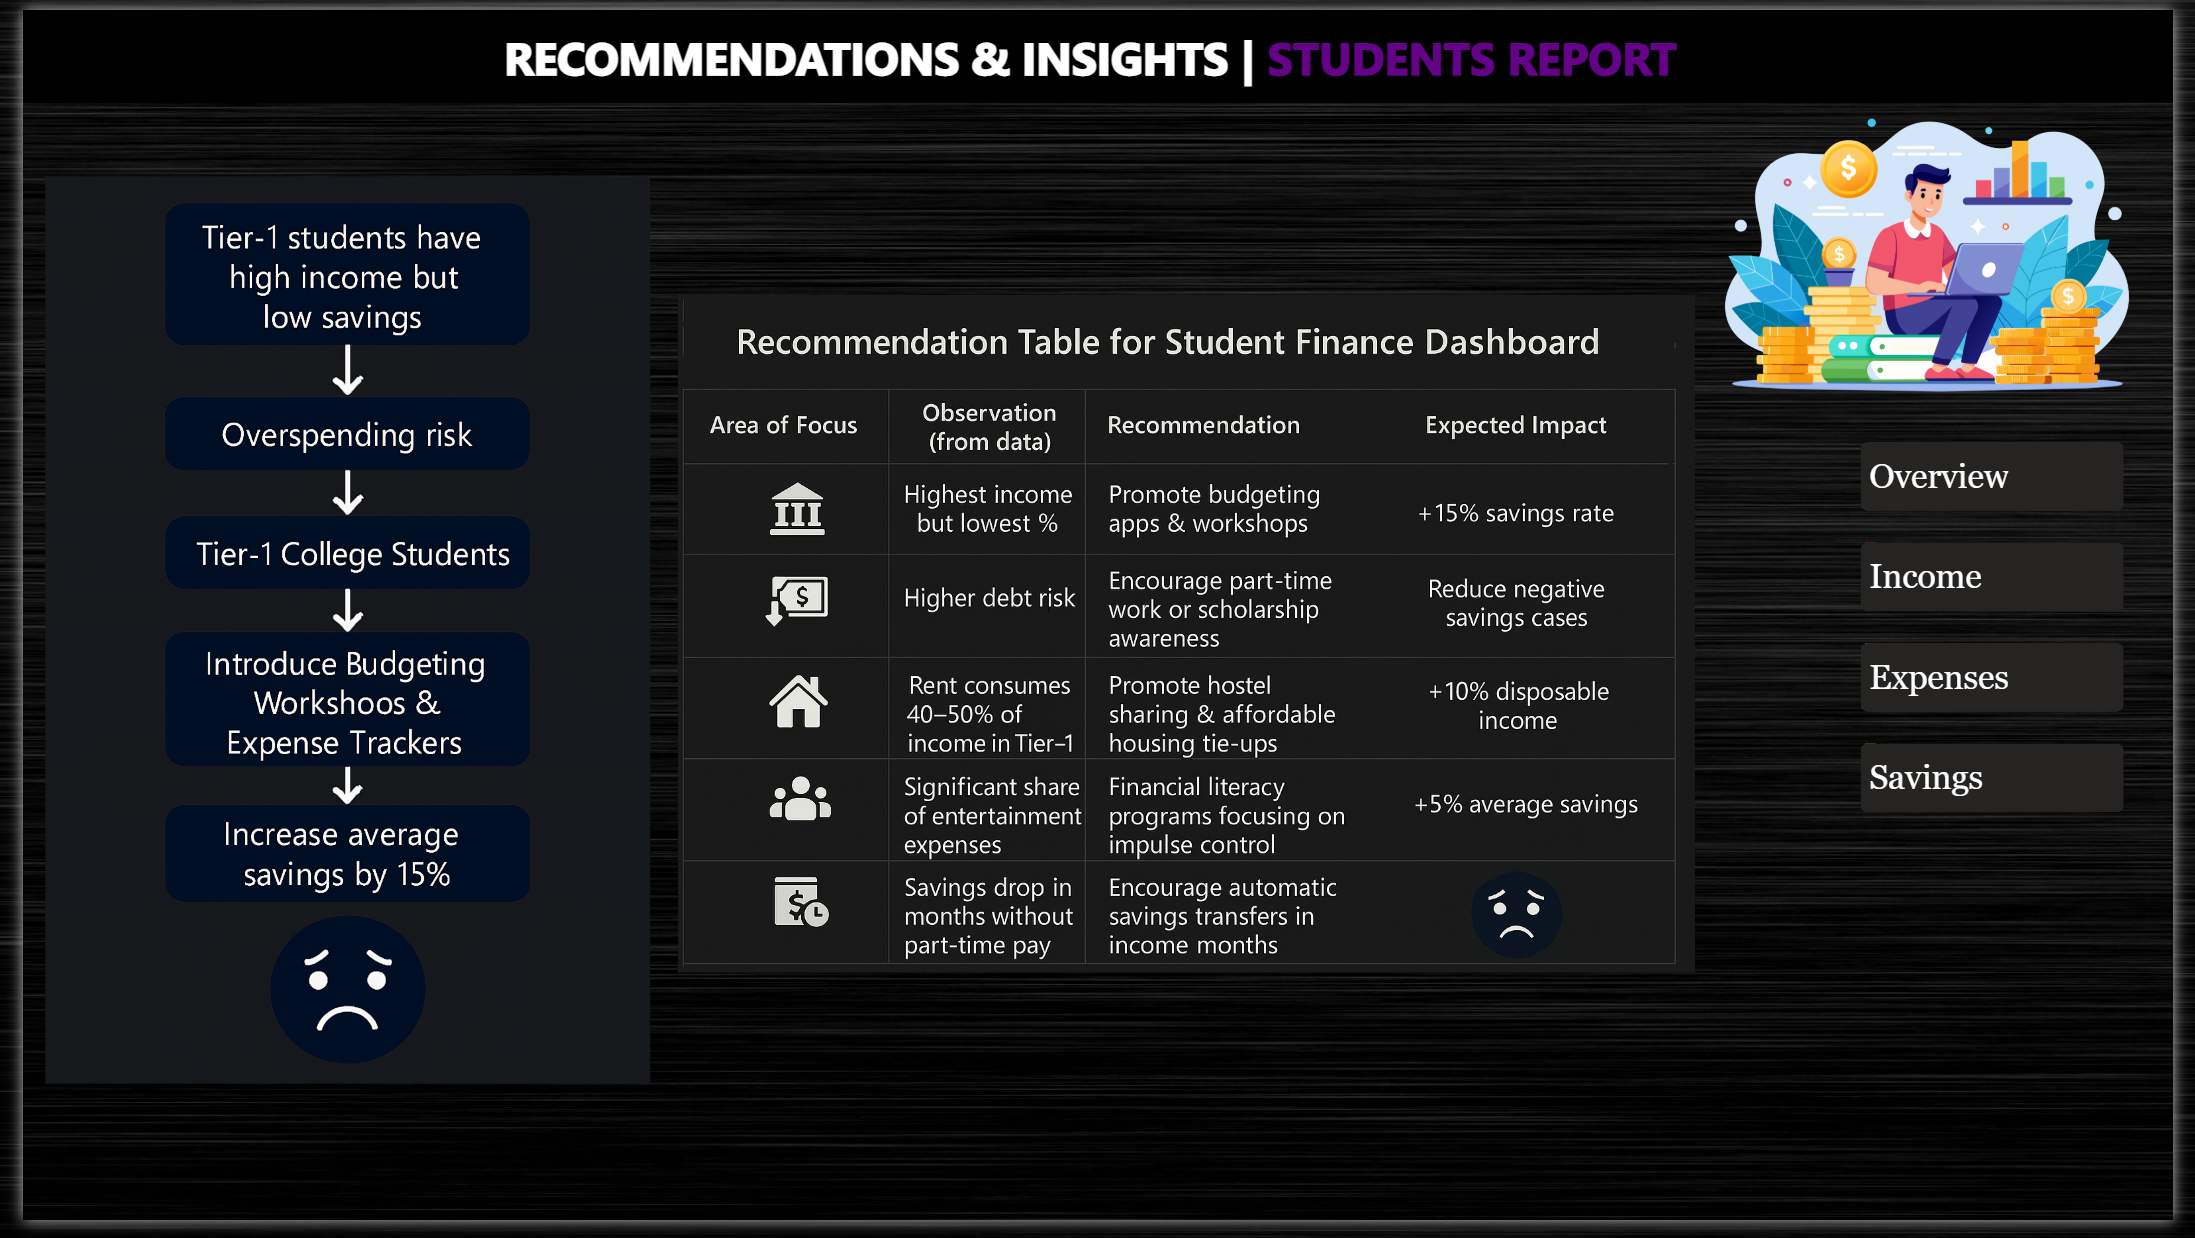 RECOMMENDATIONS & INSIGHTS | STUDENTS REPORT
Tier-1 students have
high income but
low savings
Overspending risk
Tier-1 College Students
Introduce Budgeting
Workshoos &
Expense Trackers
Increase average
savings by 15%
Recommendation Table for Student Finance Dashboard
Area of Focus
Observation
(from data)
Recommendation
Expected Impact
Highest income
but lowest %
Promote budgeting
apps & workshops
+15% savings rate
Higher debt risk
Encourage part-time
work or scholarship
awareness
Reduce negative
savings cases
Rent consumes
40–50% of
income in Tier–1
Promote hostel
sharing & affordable
housing tie-ups
+10% disposable
income
Significant share
of entertainment
expenses
Financial literacy
programs focusing on
impulse control
+5% average savings
Savings drop in
months without
part-time pay
Encourage automatic
savings transfers in
income months
Overview
Income
Expenses
Savings